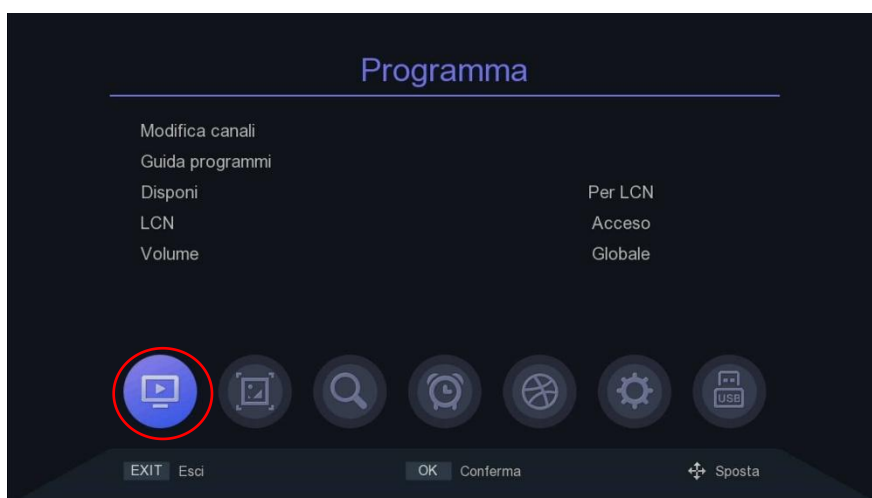 Programma
Modifica canali
Guida programmi
Disponi Per LCN
LCN Acceso
Volume Globale
USB
EXIT Esci OK Conferma Sposta